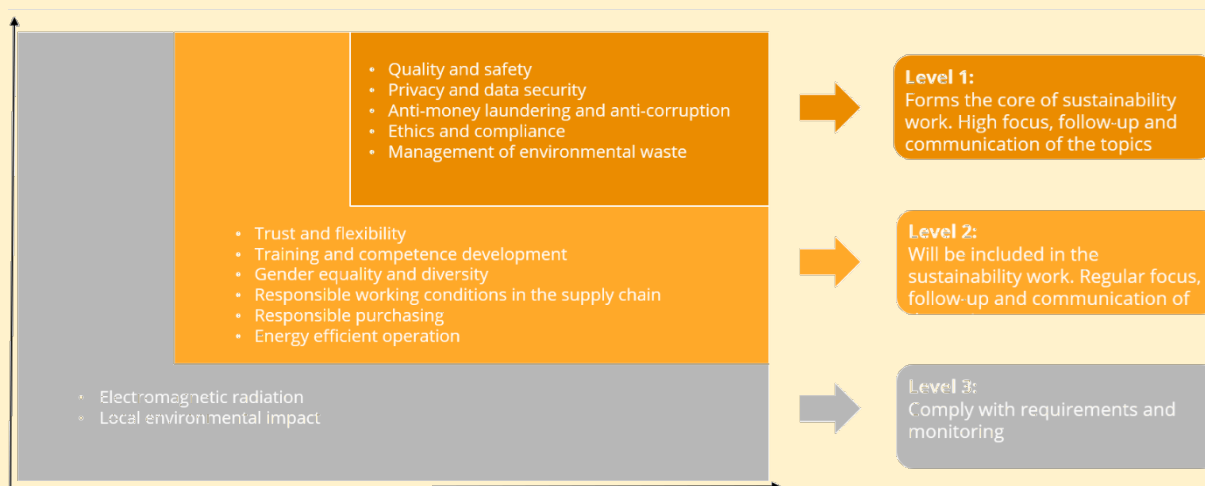 • Quality and safety
• Privacy and data security
• Anti-money laundering and anti-corruption
• Ethics and compliance
• Management of environmental waste
Level 1:
Forms the core of sustainability
work. High focus, follow-up and
communication of the topics
• Trust and flexibility
• Training and competence development
• Gender equality and diversity
• Responsible working conditions in the supply chain
• Responsible purchasing
• Energy efficient operation
Level 2:
Will be included in the
sustainability work. Regular focus,
follow-up and communication of
• Electromagnetic radiation
• Local environmental impact
Level 3:
Comply with requirements and
monitoring